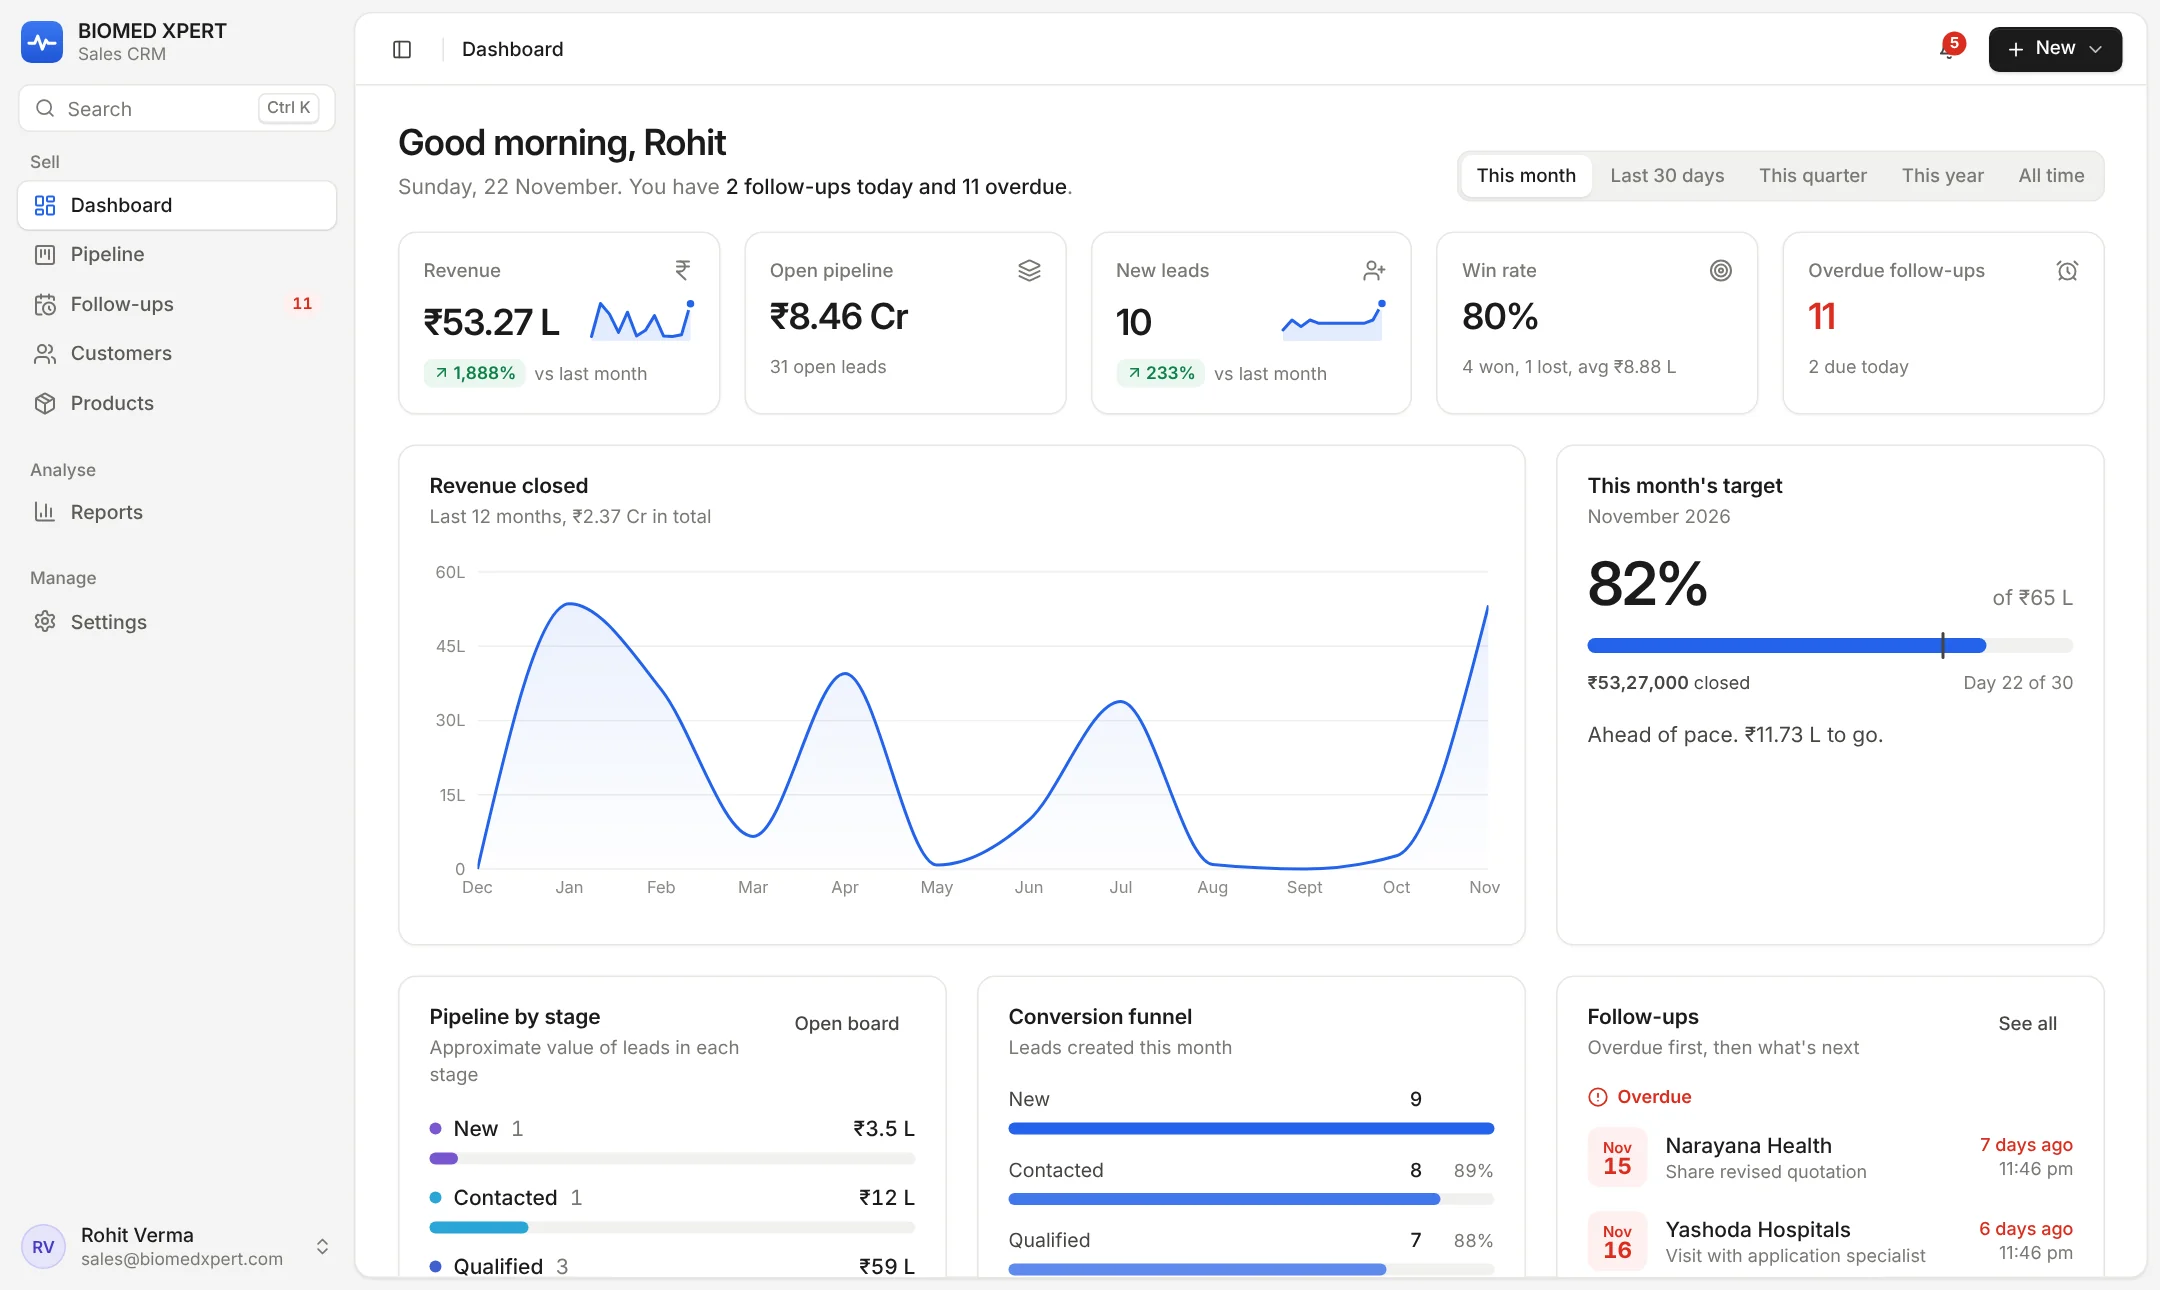 BIOMED XPERT
Sales CRM
Search
Ctrl K
Sell
Dashboard
Pipeline
Follow-ups
11
Customers
Products
Analyse
Reports
Manage
Settings
RV
Rohit Verma
sales@biomedxpert.com
Dashboard
5
New
Good morning, Rohit
Sunday, 22 November. You have 2 follow-ups today and 11 overdue.
This month
Last 30 days
This quarter
This year
All time
Revenue
₹53.27 L
1,888% vs last month
Open pipeline
₹8.46 Cr
31 open leads
New leads
10
233% vs last month
Win rate
80%
4 won, 1 lost, avg ₹8.88 L
Overdue follow-ups
11
2 due today
Revenue closed
Last 12 months, ₹2.37 Cr in total
60L
45L
30L
15L
0
Dec Jan Feb Mar Apr May Jun Jul Aug Sept Oct Nov
This month's target
November 2026
82%
of ₹65 L
₹53,27,000 closed
Day 22 of 30
Ahead of pace. ₹11.73 L to go.
Pipeline by stage
Open board
Approximate value of leads in each
stage
New 1 ₹3.5 L
Contacted 1 ₹12 L
Qualified 3 ₹59 L
Conversion funnel
Leads created this month
New 9
Contacted 8 89%
Qualified 7 88%
Follow-ups
See all
Overdue first, then what's next
Overdue
Nov
15
Narayana Health
Share revised quotation
7 days ago
11:46 pm
Nov
16
Yashoda Hospitals
Visit with application specialist
6 days ago
11:46 pm